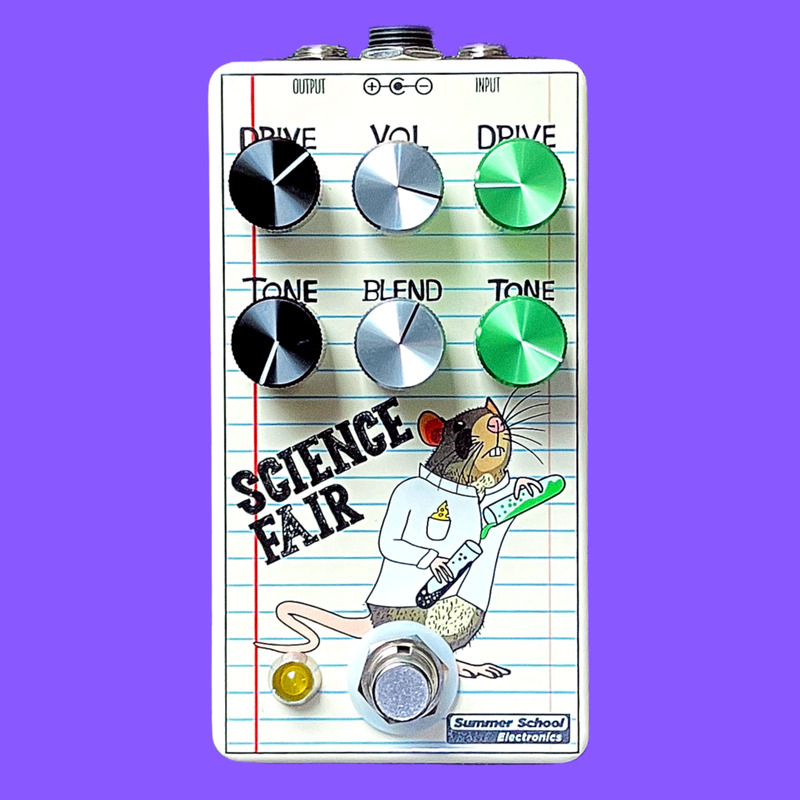 OUTPUT INPUT
DRIVE VOL DRIVE
TONE BLEND TONE
SCIENCE
FAIR
Summer School
Electronics